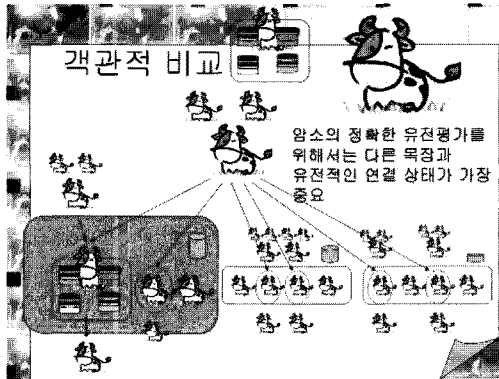 객관적 비교
암소의 정확한 유전평가를
위해서는 다른 목장과
유전적인 연결 상태가 가장
중요